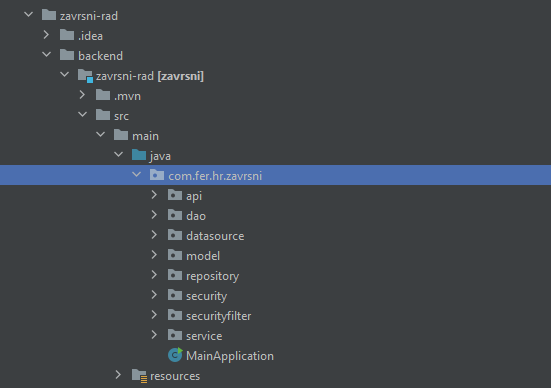 zavrsni-rad
.idea
backend
zavrsni-rad [zavrsni]
.mvn
src
main
java
com.fer.hr.zavrsni
api
dao
datasource
model
repository
security
securityfilter
service
MainApplication
resources